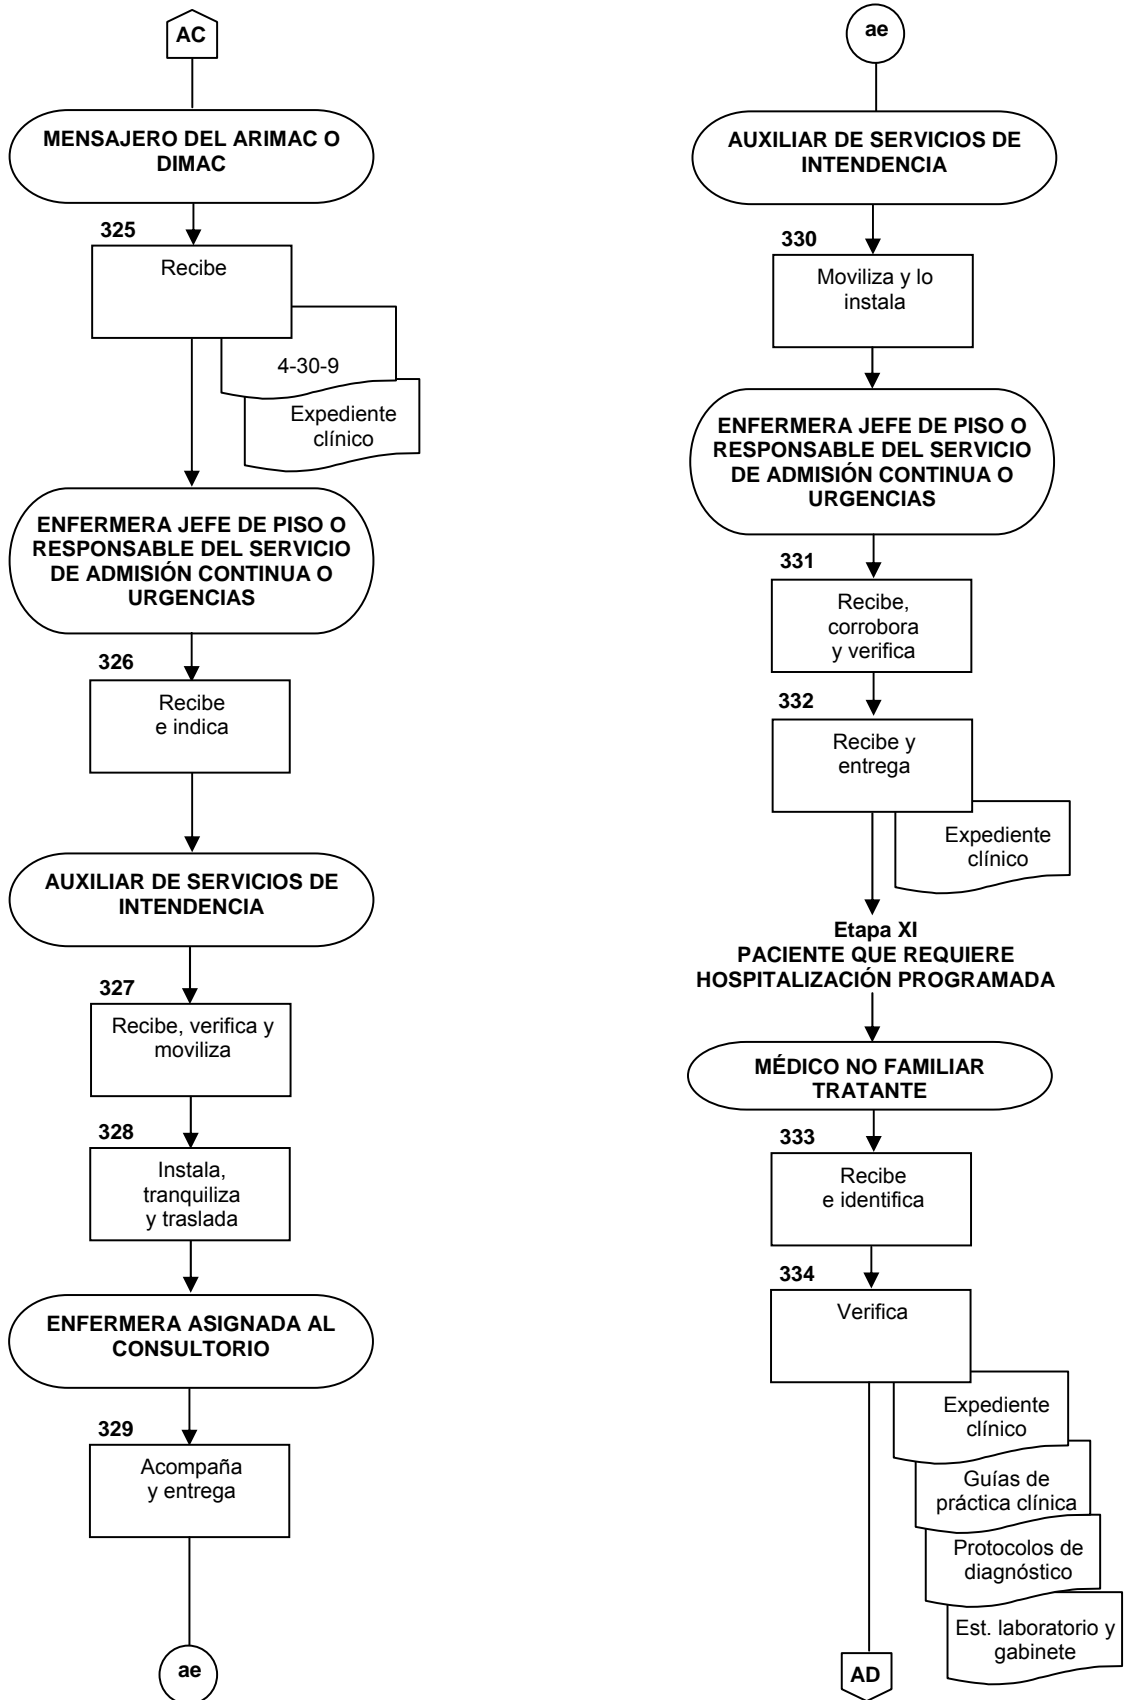 AC
MENSAJERO DEL ARIMAC O
DIMAC
325
Recibe
4-30-9
Expediente
clínico
ENFERMERA JEFE DE PISO O
RESPONSABLE DEL SERVICIO
DE ADMISIÓN CONTINUA O
URGENCIAS
326
Recibe
e indica
AUXILIAR DE SERVICIOS DE
INTENDENCIA
327
Recibe, verifica y
moviliza
328
Instala,
tranquiliza
y traslada
ENFERMERA ASIGNADA AL
CONSULTORIO
329
Acompaña
y entrega
ae
ae
AUXILIAR DE SERVICIOS DE
INTENDENCIA
330
Moviliza y lo
instala
ENFERMERA JEFE DE PISO O
RESPONSABLE DEL SERVICIO
DE ADMISIÓN CONTINUA O
URGENCIAS
331
Recibe,
corrobora
y verifica
332
Recibe y
entrega
Expediente
clínico
Etapa XI
PACIENTE QUE REQUIERE
HOSPITALIZACIÓN PROGRAMADA
MÉDICO NO FAMILIAR
TRATANTE
333
Recibe
e identifica
334
Verifica
Expediente
clínico
Guías de
práctica clínica
Protocolos de
diagnóstico
Est. laboratorio y
gabinete
AD